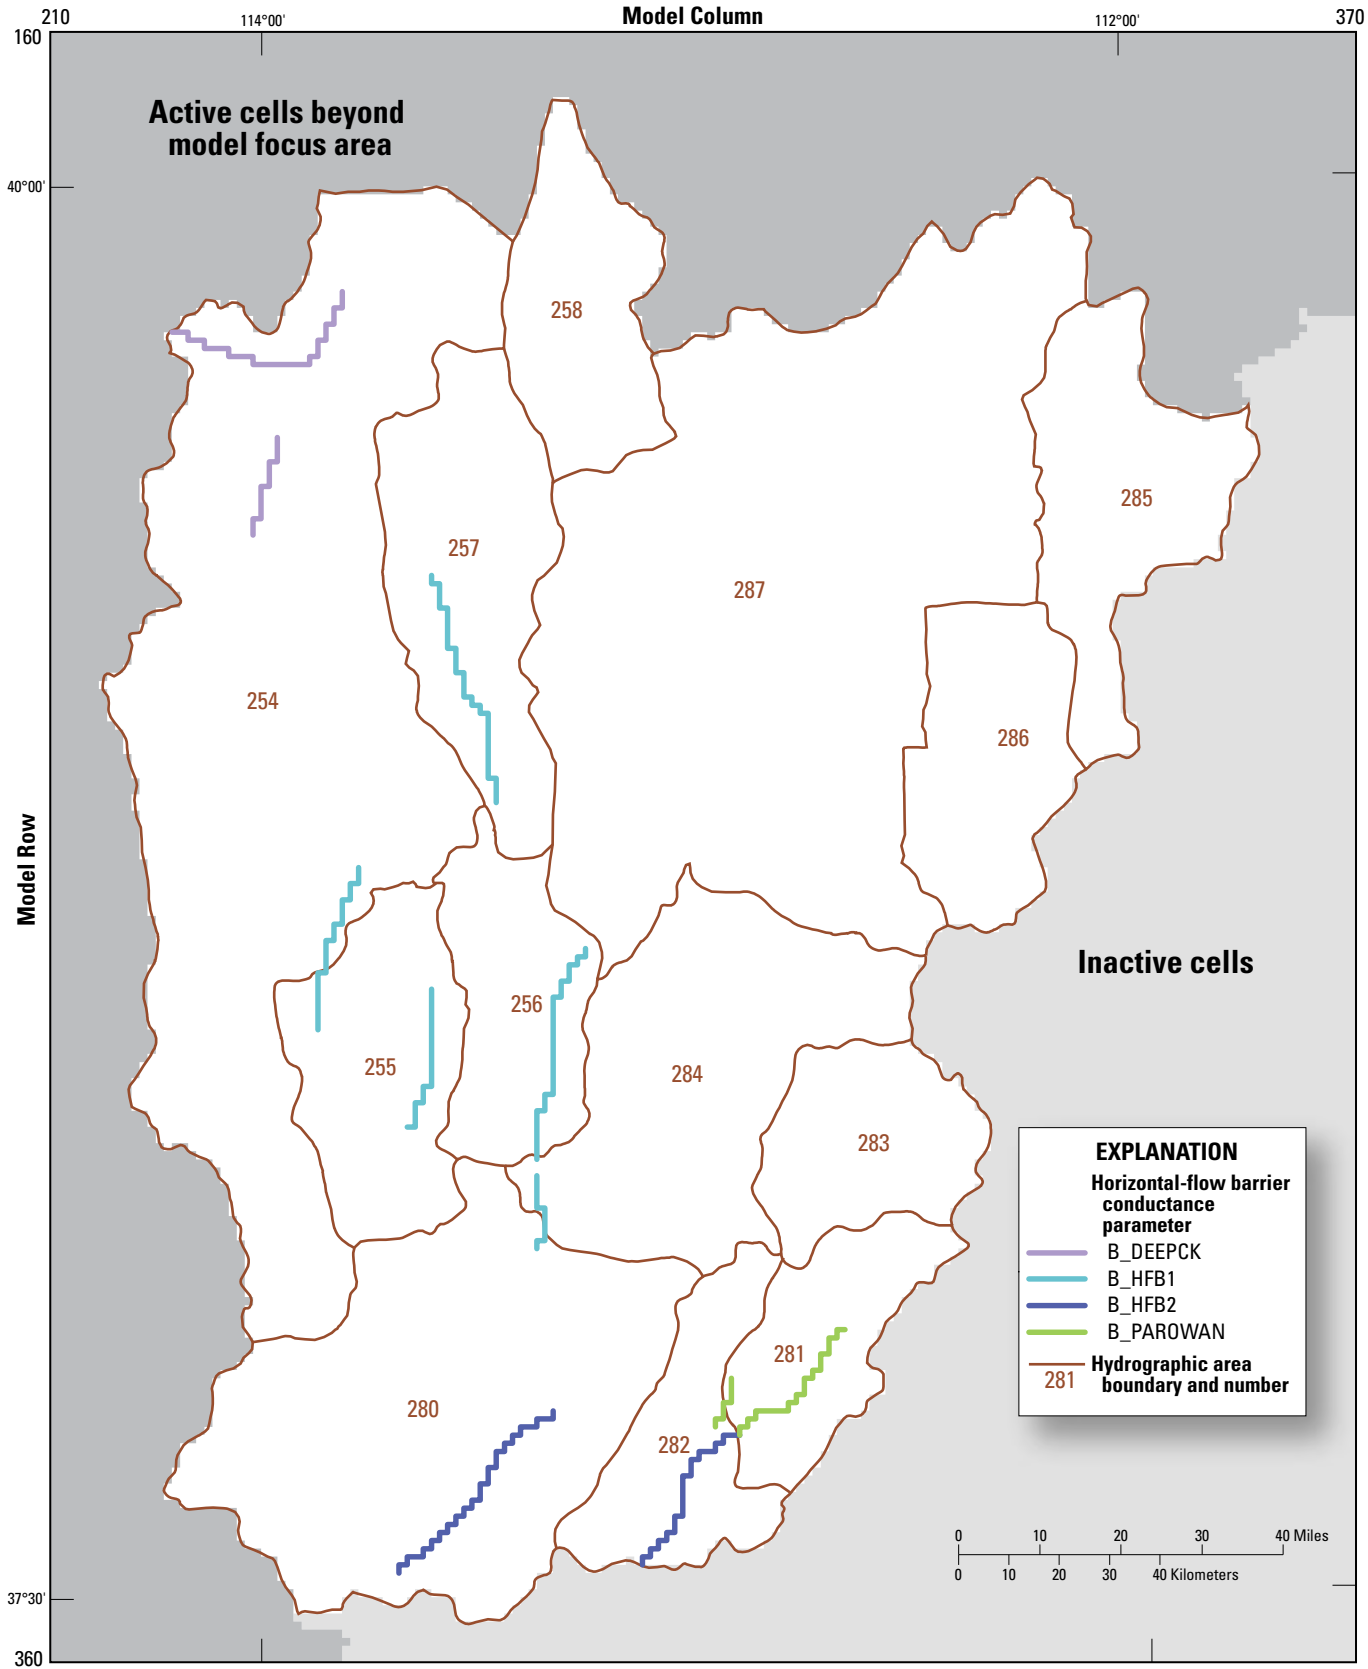 210
114°00'
Model Column
112°00'
370
160
Active cells beyond
model focus area
40°00'
258
285
257
287
254
286
Model Row
Inactive cells
256
255
284
283
EXPLANATION
Horizontal-flow barrier
conductance
parameter
B_DEEPCK
B_HFB1
B_HFB2
B_PAROWAN
Hydrographic area
281
boundary and number
281
280
282
0 10 20 30 40 Miles
0 10 20 30 40 Kilometers
37°30'
360